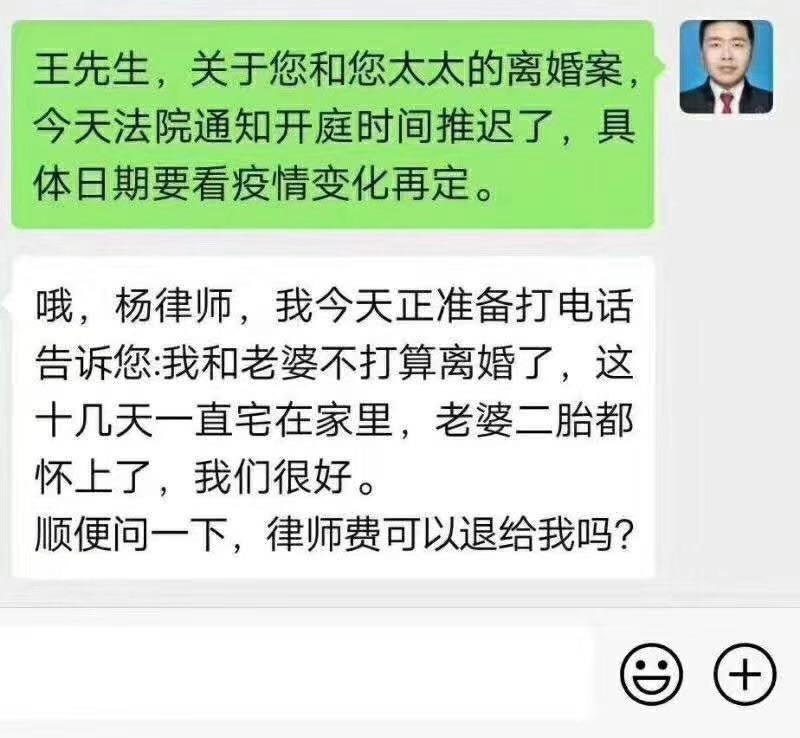 王先生，关于您和您太太的离婚案，
今天法院通知开庭时间推迟了，具
体日期要看疫情变化再定。
哦，杨律师，我今天正准备打电话
告诉您:我和老婆不打算离婚了，这
十几天一直宅在家里，老婆二胎都
怀上了，我们很好。
顺便问一下，律师费可以退给我吗?